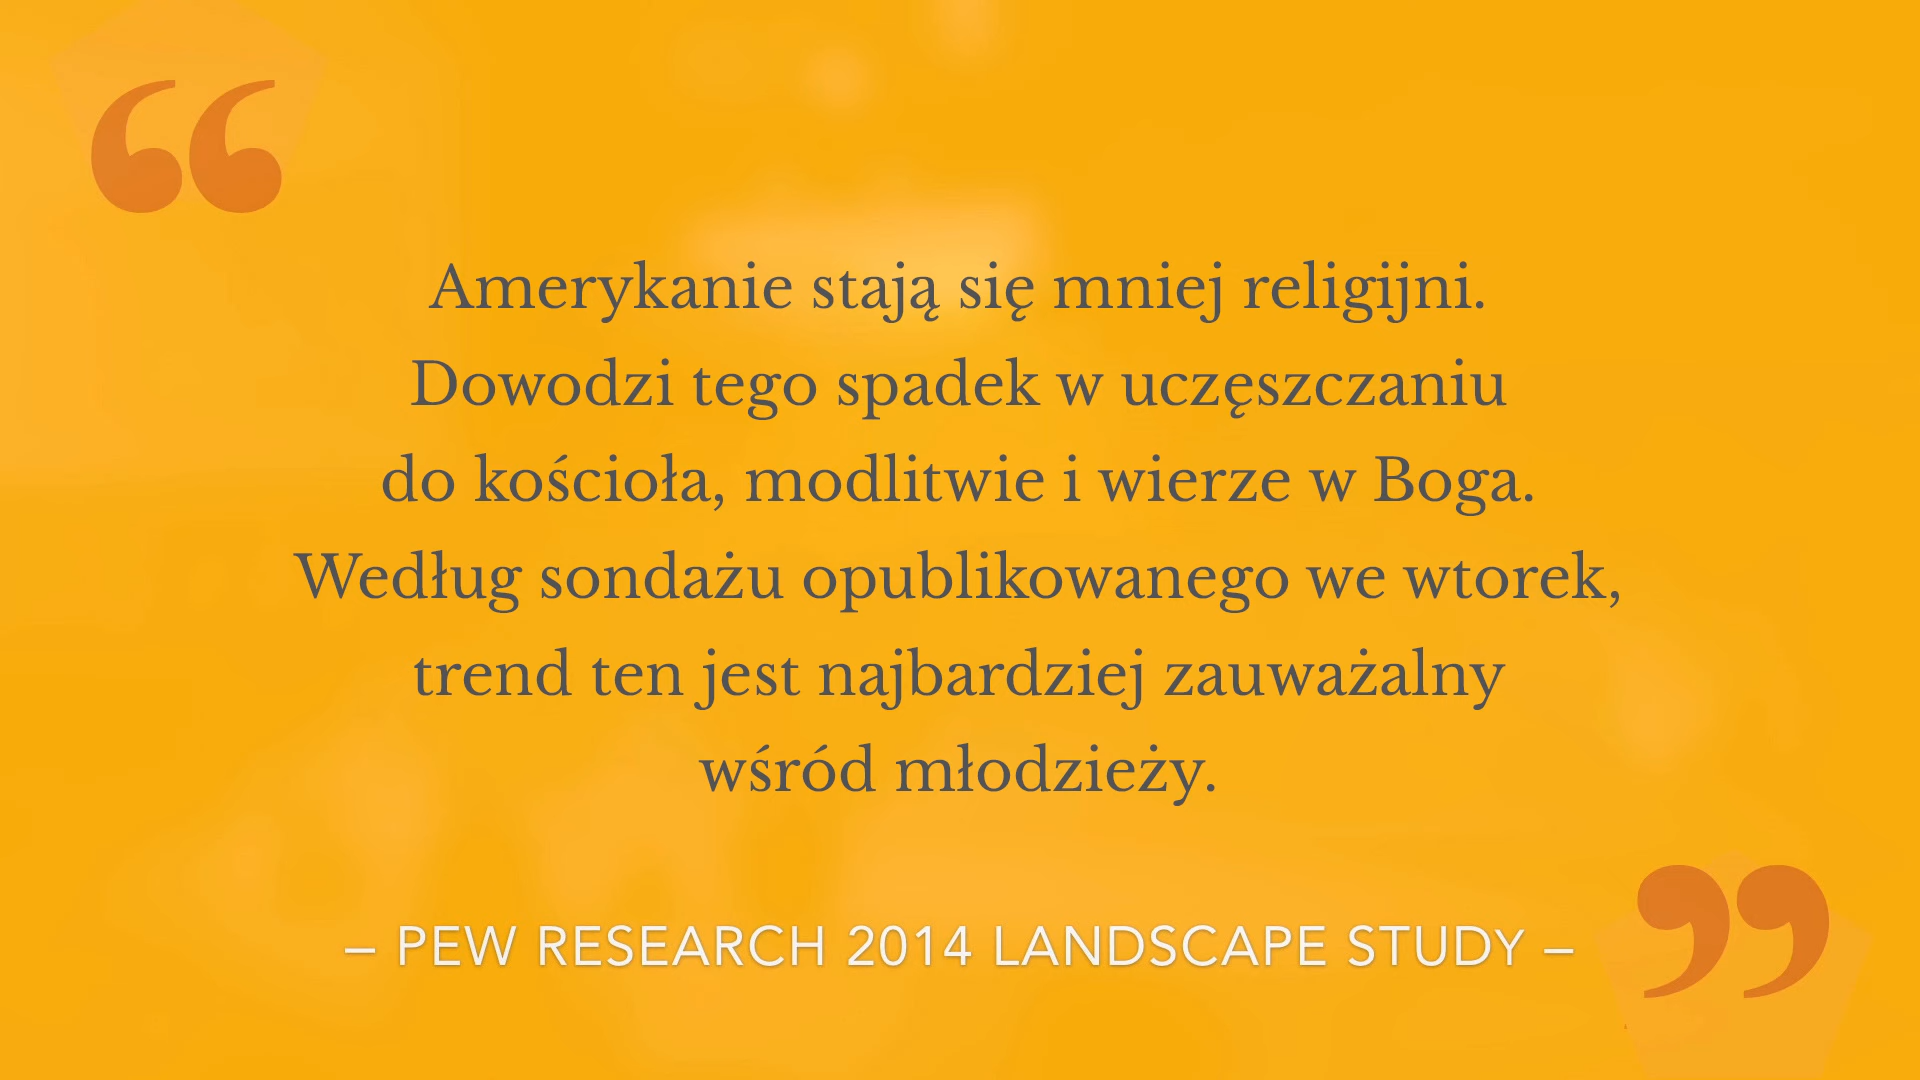 “
Amerykanie stają się mniej religijni.
Dowodzi tego spadek w uczęszczaniu
do kościoła, modlitwie i wierze w Boga.
Według sondażu opublikowanego we wtorek,
trend ten jest najbardziej zauważalny
wśród młodzieży.
– PEW RESEARCH 2014 LANDSCAPE STUDY –
”